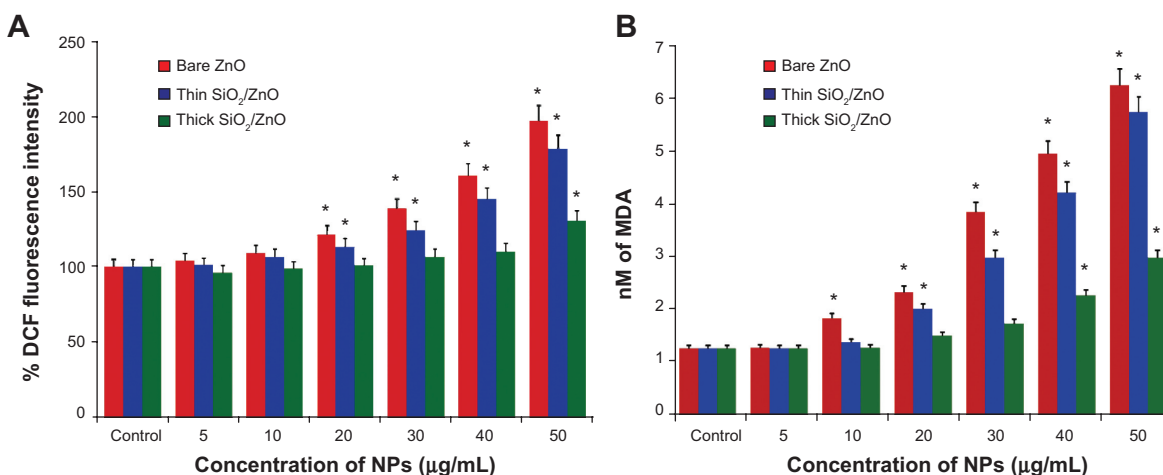 A
250
200
150
100
50
0
% DCF fluorescence intensity
Bare ZnO
Thin SiO₂/ZnO
Thick SiO₂/ZnO
* *
* *
* *
* * *
Control 5 10 20 30 40 50
Concentration of NPs (µg/mL)
B
7
6
5
4
3
2
1
0
nM of MDA
Bare ZnO
Thin SiO₂/ZnO
Thick SiO₂/ZnO
*
* *
* *
* * *
* * *
Control 5 10 20 30 40 50
Concentration of NPs (µg/mL)